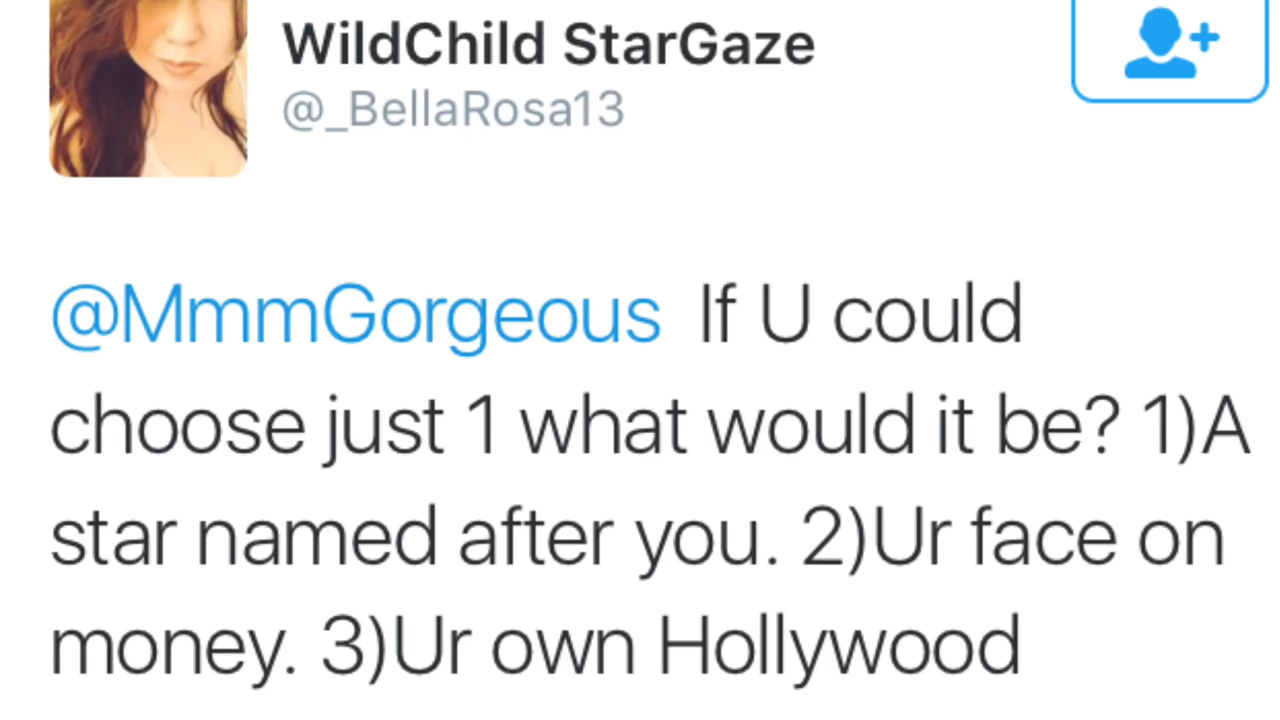 WildChild StarGaze
@_BellaRosa13
@MmmGorgeous If U could
choose just 1 what would it be? 1)A
star named after you. 2)Ur face on
money. 3)Ur own Hollywood